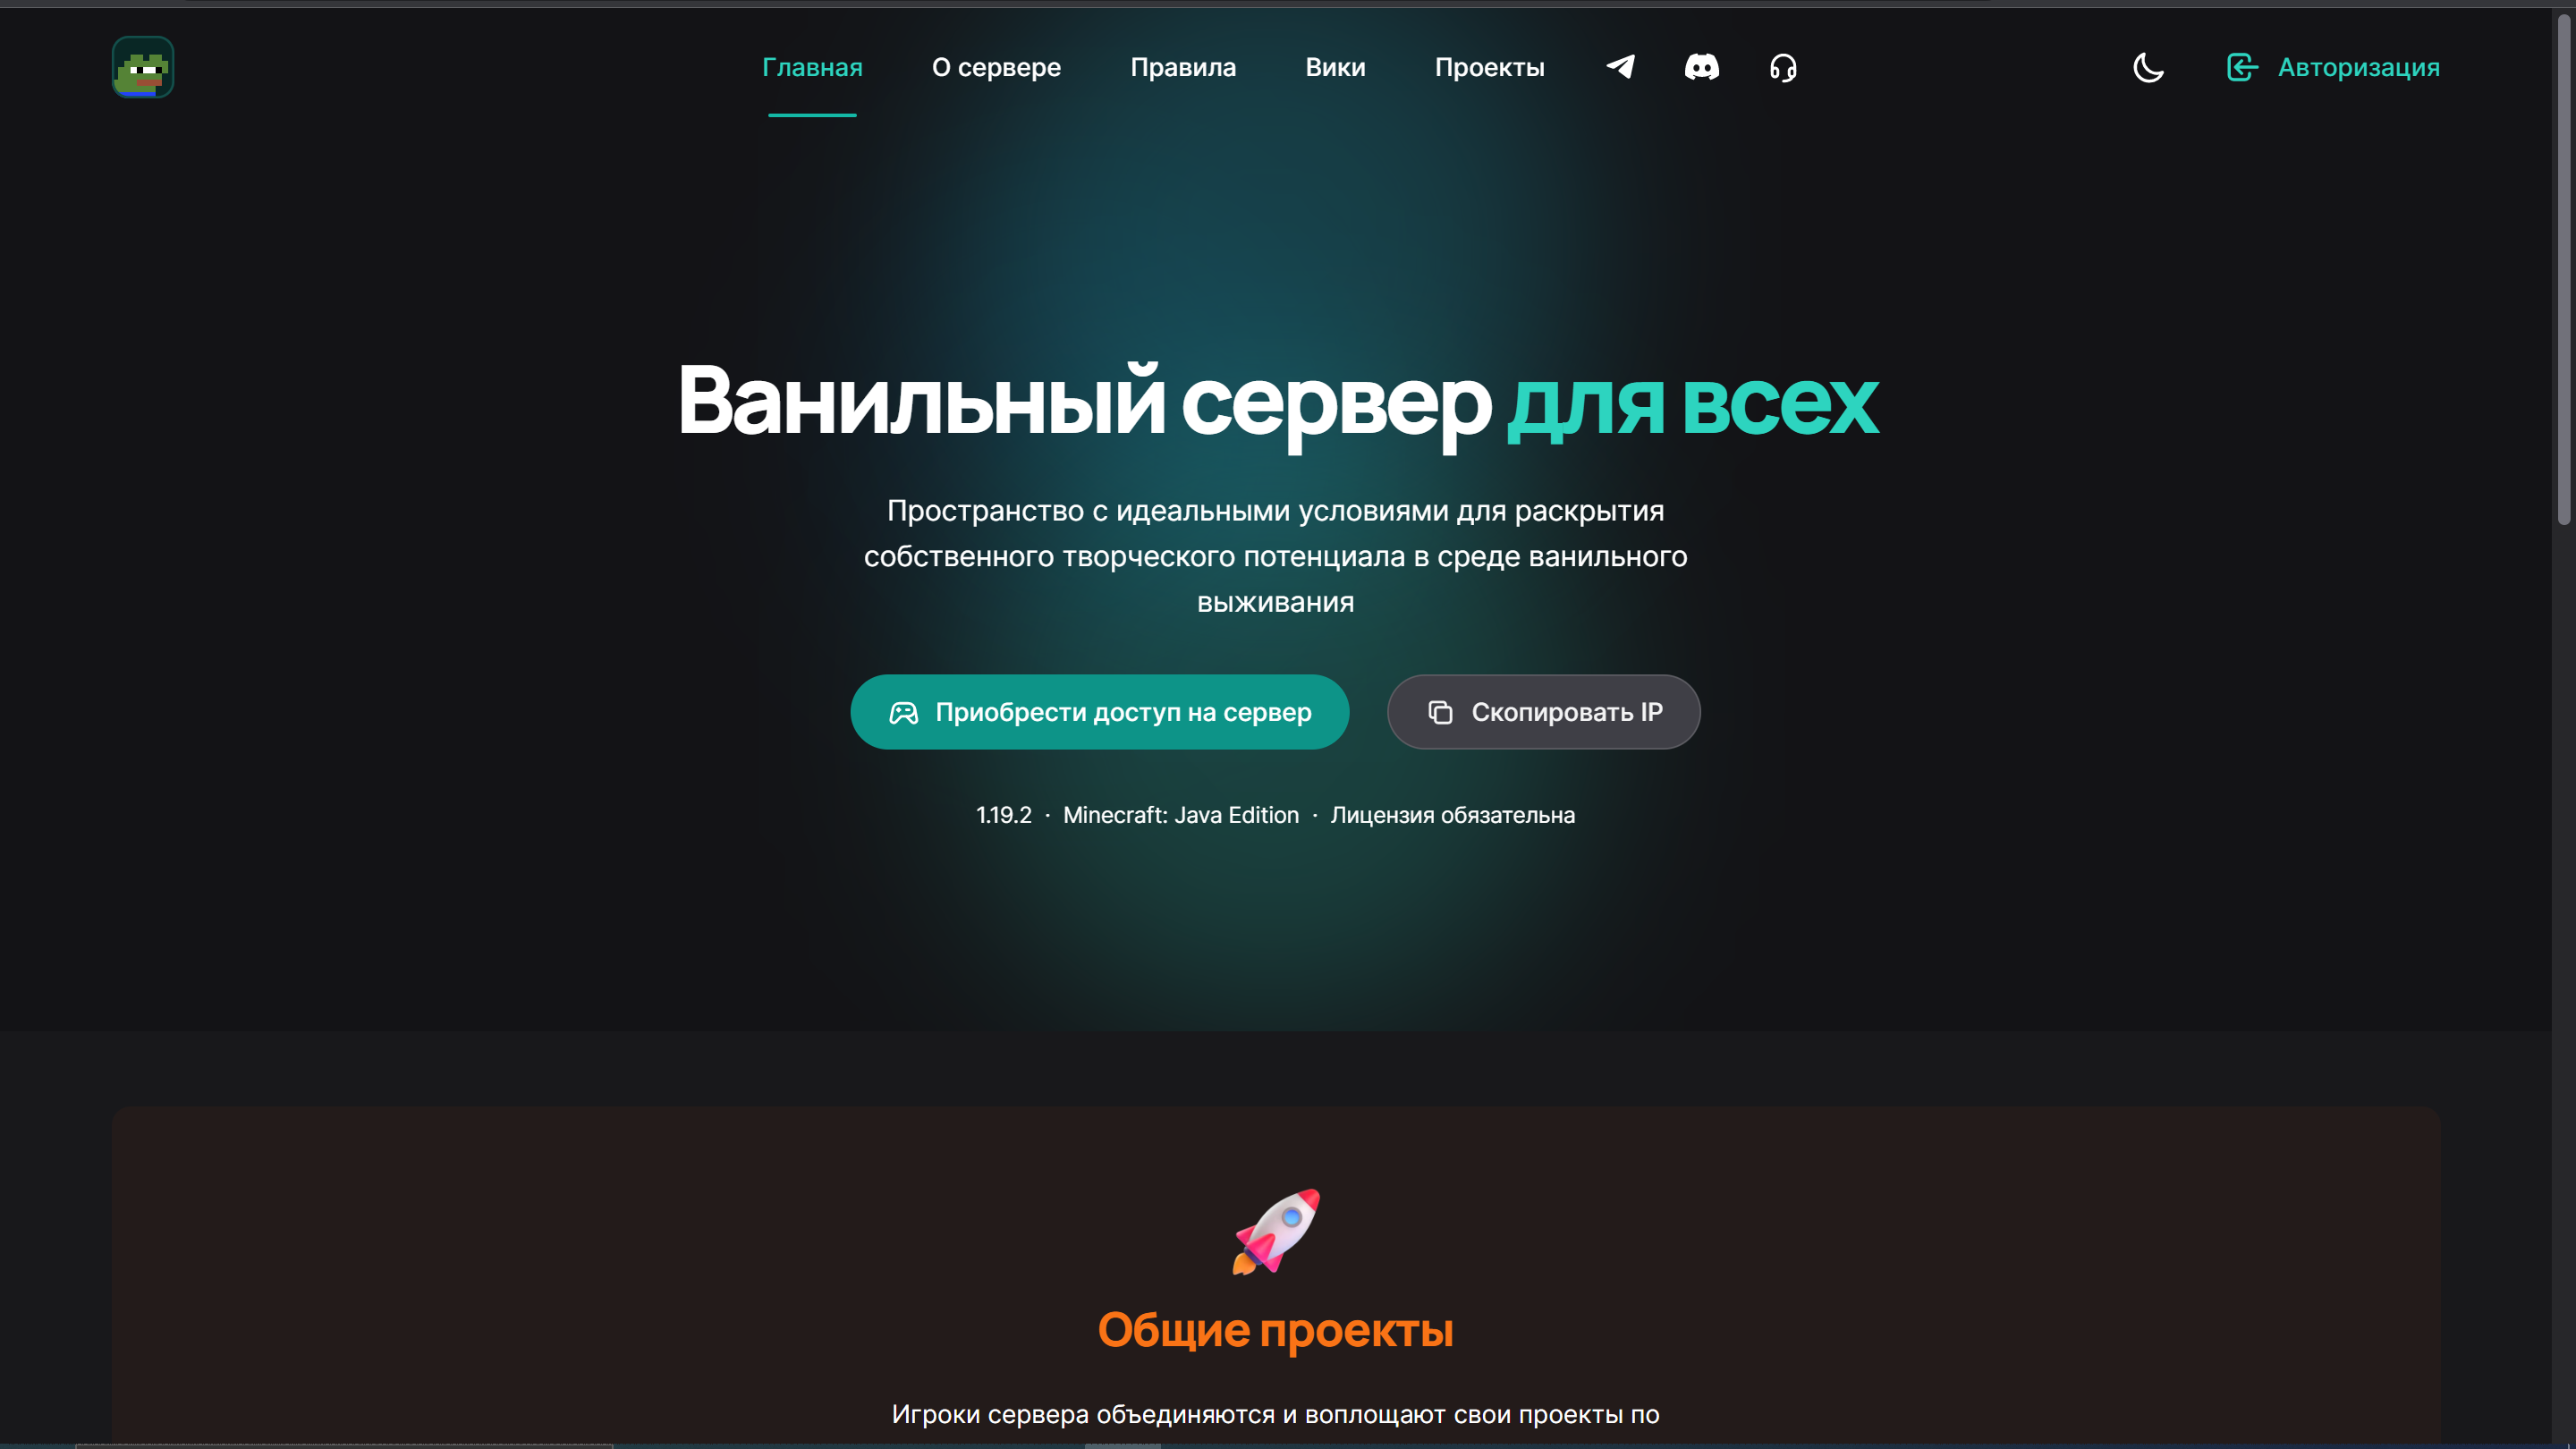 Главная
О сервере
Правила
Вики
Проекты
Авторизация
Ванильный сервер для всех
Пространство с идеальными условиями для раскрытия
собственного творческого потенциала в среде ванильного
выживания
Приобрести доступ на сервер
Скопировать IP
1.19.2 · Minecraft: Java Edition · Лицензия обязательна
Общие проекты
Игроки сервера объединяются и воплощают свои проекты по